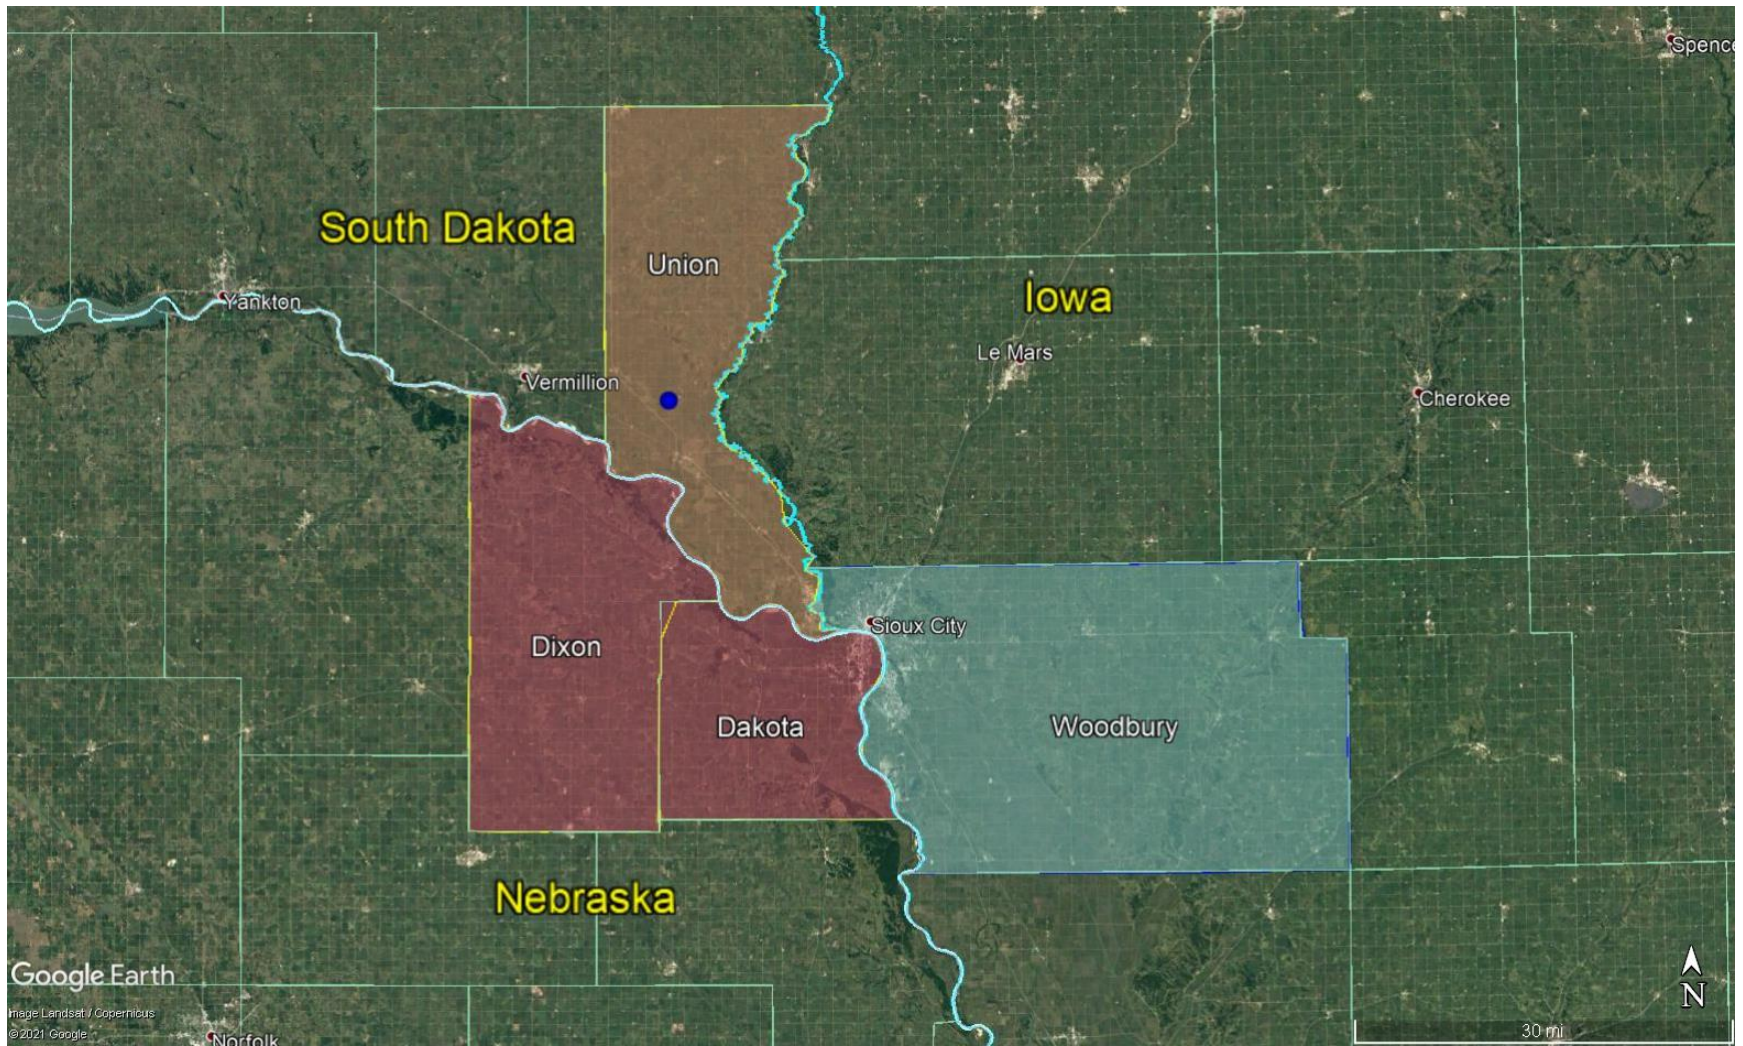 Spence
South Dakota
Union
Iowa
Yankton
Le Mars
Vermillion
Cherokee
Sioux City
Dixon
Dakota
Woodbury
Nebraska
Google Earth
N
Image Landsat / Copernicus
© 2021 Google
30 mi
Norfolk